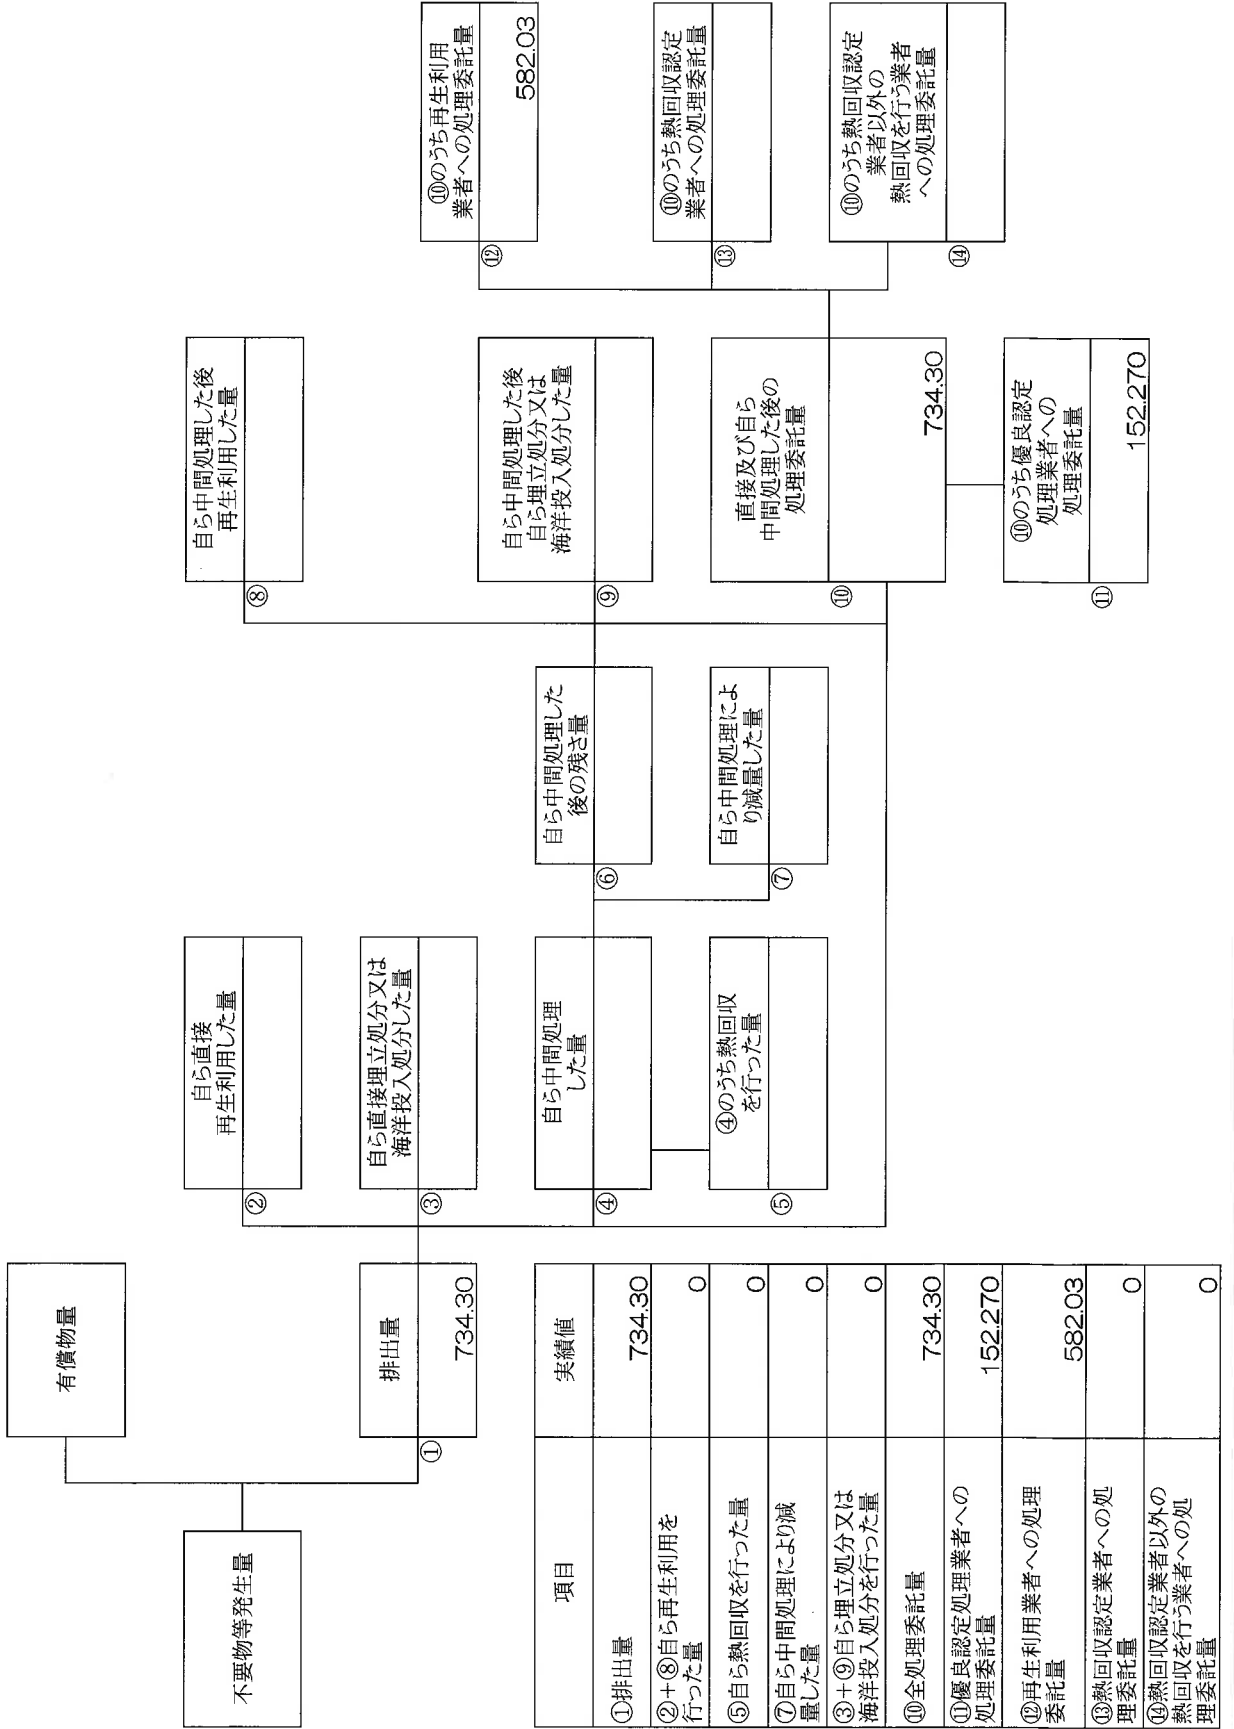 不要物等発生量
有償物量
①
排出量
734.30
②
自ら直接
再生利用した量
③
自ら直接埋立処分又は
海洋投入処分した量
④
自ら中間処理
した量
⑤
④のうち熱回収
を行った量
⑥
自ら中間処理した
後の残さ量
⑦
自ら中間処理によ
り減量した量
⑧
自ら中間処理した後
再生利用した量
⑨
自ら中間処理した後
自ら埋立処分又は
海洋投入処分した量
⑩
直接及び自ら
中間処理した後の
処理委託量
734.30
⑪
⑩のうち優良認定
処理業者への
処理委託量
152.270
⑫
⑩のうち再生利用
業者への処理委託量
582.03
⑬
⑩のうち熱回収認定
業者への処理委託量
⑭
⑩のうち熱回収認定
業者以外の
熱回収を行う業者
への処理委託量
項目 実績値
①排出量 734.30
②+⑧自ら再生利用を
行った量 0
⑤自ら熱回収を行った量 0
⑦自ら中間処理により減
量した量 0
③+⑨自ら埋立処分又は
海洋投入処分を行った量 0
⑩全処理委託量 734.30
⑪優良認定処理業者への
処理委託量 152.270
⑫再生利用業者への処理
委託量 582.03
⑬熱回収認定業者への処
理委託量 0
⑭熱回収認定業者以外の
熱回収を行う業者への処
理委託量 0